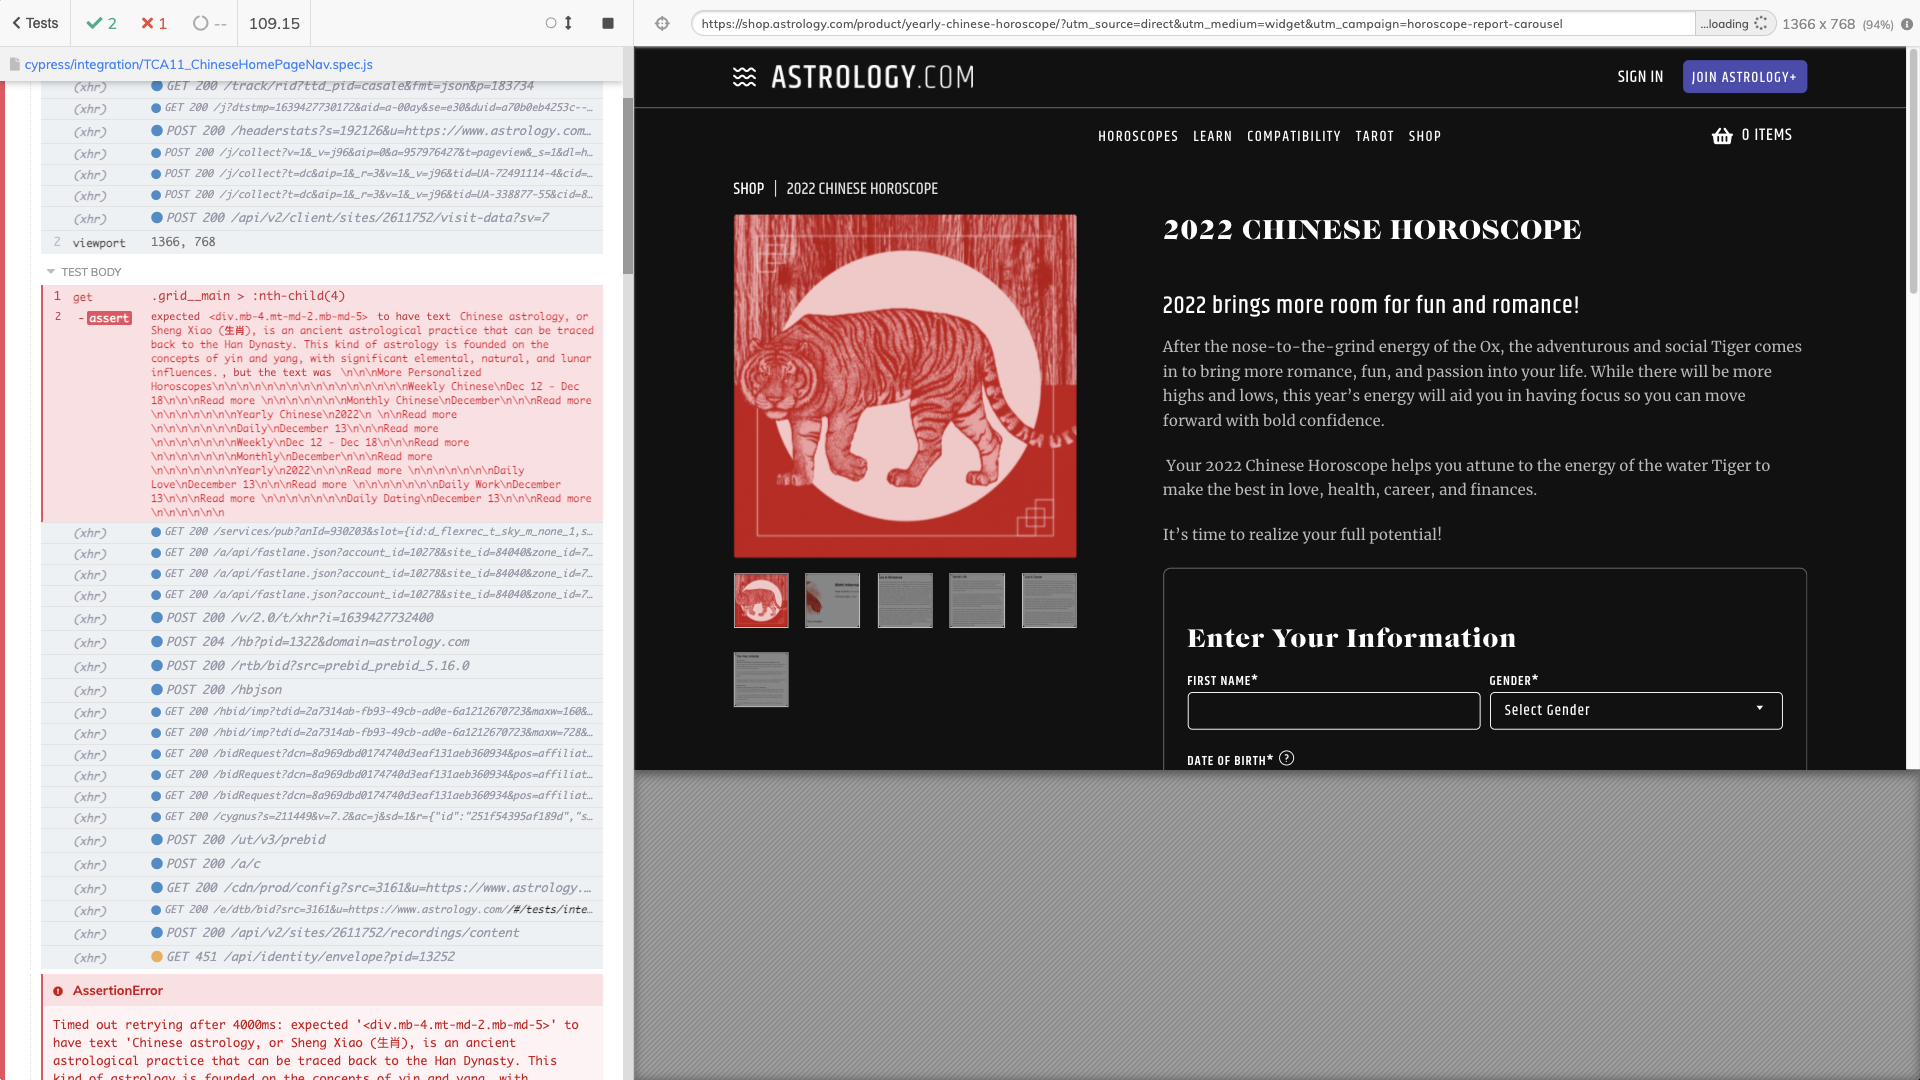 Tests
2
1
--
109.15
https://shop.astrology.com/product/yearly-chinese-horoscope/?utm_source=direct&utm_medium=widget&utm_campaign=horoscope-report-carousel
...loading
1366 x 768 (94%)
cypress/integration/TCA11_ChineseHomePageNav.spec.js
(xhr) GET 200 /track/rid?ttd_pid=casale&fmt=json&p=183734
(xhr) GET 200 /j?dtstmp=1639427730172&aid=a-00ay&se=e30&duid=a70b0eb4253c--…
(xhr) POST 200 /headerstats?s=192126&u=https://www.astrology.com…
(xhr) POST 200 /j/collect?v=1&_v=j96&aip=0&a=957976427&t=pageview&_s=1&dl=h…
(xhr) POST 200 /j/collect?t=dc&aip=1&_r=3&v=1&_v=j96&tid=UA-72491114-4&cid=…
(xhr) POST 200 /j/collect?t=dc&aip=1&_r=3&v=1&_v=j96&tid=UA-338877-55&cid=8…
(xhr) POST 200 /api/v2/client/sites/2611752/visit-data?sv=7
2 viewport 1366, 768
TEST BODY
1 get .grid__main > :nth-child(4)
2 -assert expected <div.mb-4.mt-md-2.mb-md-5> to have text Chinese astrology, or
Sheng Xiao (生肖), is an ancient astrological practice that can be traced
back to the Han Dynasty. This kind of astrology is founded on the
concepts of yin and yang, with significant elemental, natural, and lunar
influences. , but the text was \n\n\nMore Personalized
Horoscopes\n\n\n\n\n\n\n\n\n\n\n\n\n\n\nWeekly Chinese\nDec 12 - Dec
18\n\n\nRead more \n\n\n\n\n\n\nMonthly Chinese\nDecember\n\n\nRead more
\n\n\n\n\n\n\nYearly Chinese\n2022\n \n\nRead more
\n\n\n\n\n\n\nDaily\nDecember 13\n\n\nRead more
\n\n\n\n\n\n\nWeekly\nDec 12 - Dec 18\n\n\nRead more
\n\n\n\n\n\n\nMonthly\nDecember\n\n\nRead more
\n\n\n\n\n\n\nYearly\n2022\n\n\nRead more \n\n\n\n\n\n\nDaily
Love\nDecember 13\n\n\nRead more \n\n\n\n\n\n\nDaily Work\nDecember
13\n\n\nRead more \n\n\n\n\n\n\nDaily Dating\nDecember 13\n\n\nRead more
\n\n\n\n\n\n
(xhr) GET 200 /services/pub?anId=930203&slot={id:d_flexrec_t_sky_m_none_1,s…
(xhr) GET 200 /a/api/fastlane.json?account_id=10278&site_id=84040&zone_id=7…
(xhr) GET 200 /a/api/fastlane.json?account_id=10278&site_id=84040&zone_id=7…
(xhr) GET 200 /a/api/fastlane.json?account_id=10278&site_id=84040&zone_id=7…
(xhr) POST 200 /v/2.0/t/xhr?i=1639427732400
(xhr) POST 204 /hb?pid=1322&domain=astrology.com
(xhr) POST 200 /rtb/bid?src=prebid_prebid_5.16.0
(xhr) POST 200 /hbjson
(xhr) GET 200 /hbid/imp?tdid=2a7314ab-fb93-49cb-ad0e-6a1212670723&maxw=160&…
(xhr) GET 200 /hbid/imp?tdid=2a7314ab-fb93-49cb-ad0e-6a1212670723&maxw=728&…
(xhr) GET 200 /bidRequest?dcn=8a969dbd0174740d3eaf131aeb360934&pos=affiliat…
(xhr) GET 200 /bidRequest?dcn=8a969dbd0174740d3eaf131aeb360934&pos=affiliat…
(xhr) GET 200 /bidRequest?dcn=8a969dbd0174740d3eaf131aeb360934&pos=affiliat…
(xhr) GET 200 /cygnus?s=211449&v=7.2&ac=j&sd=1&r={"id":"251f54395af189d","s…
(xhr) POST 200 /ut/v3/prebid
(xhr) POST 200 /a/c
(xhr) GET 200 /cdn/prod/config?src=3161&u=https://www.astrology.…
(xhr) GET 200 /e/dtb/bid?src=3161&u=https://www.astrology.com//#/tests/inte…
(xhr) POST 200 /api/v2/sites/2611752/recordings/content
(xhr) GET 451 /api/identity/envelope?pid=13252
AssertionError
Timed out retrying after 4000ms: expected '<div.mb-4.mt-md-2.mb-md-5>' to
have text 'Chinese astrology, or Sheng Xiao (生肖), is an ancient
astrological practice that can be traced back to the Han Dynasty. This
kind of astrology is founded on the concepts of yin and yang, with
ASTROLOGY.COM
SIGN IN
JOIN ASTROLOGY+
HOROSCOPES LEARN COMPATIBILITY TAROT SHOP
0 ITEMS
SHOP | 2022 CHINESE HOROSCOPE
2022 CHINESE HOROSCOPE
2022 brings more room for fun and romance!
After the nose-to-the-grind energy of the Ox, the adventurous and social Tiger comes
in to bring more romance, fun, and passion into your life. While there will be more
highs and lows, this year’s energy will aid you in having focus so you can move
forward with bold confidence.
Your 2022 Chinese Horoscope helps you attune to the energy of the water Tiger to
make the best in love, health, career, and finances.
It’s time to realize your full potential!
Enter Your Information
FIRST NAME*
GENDER*
Select Gender
DATE OF BIRTH* ?